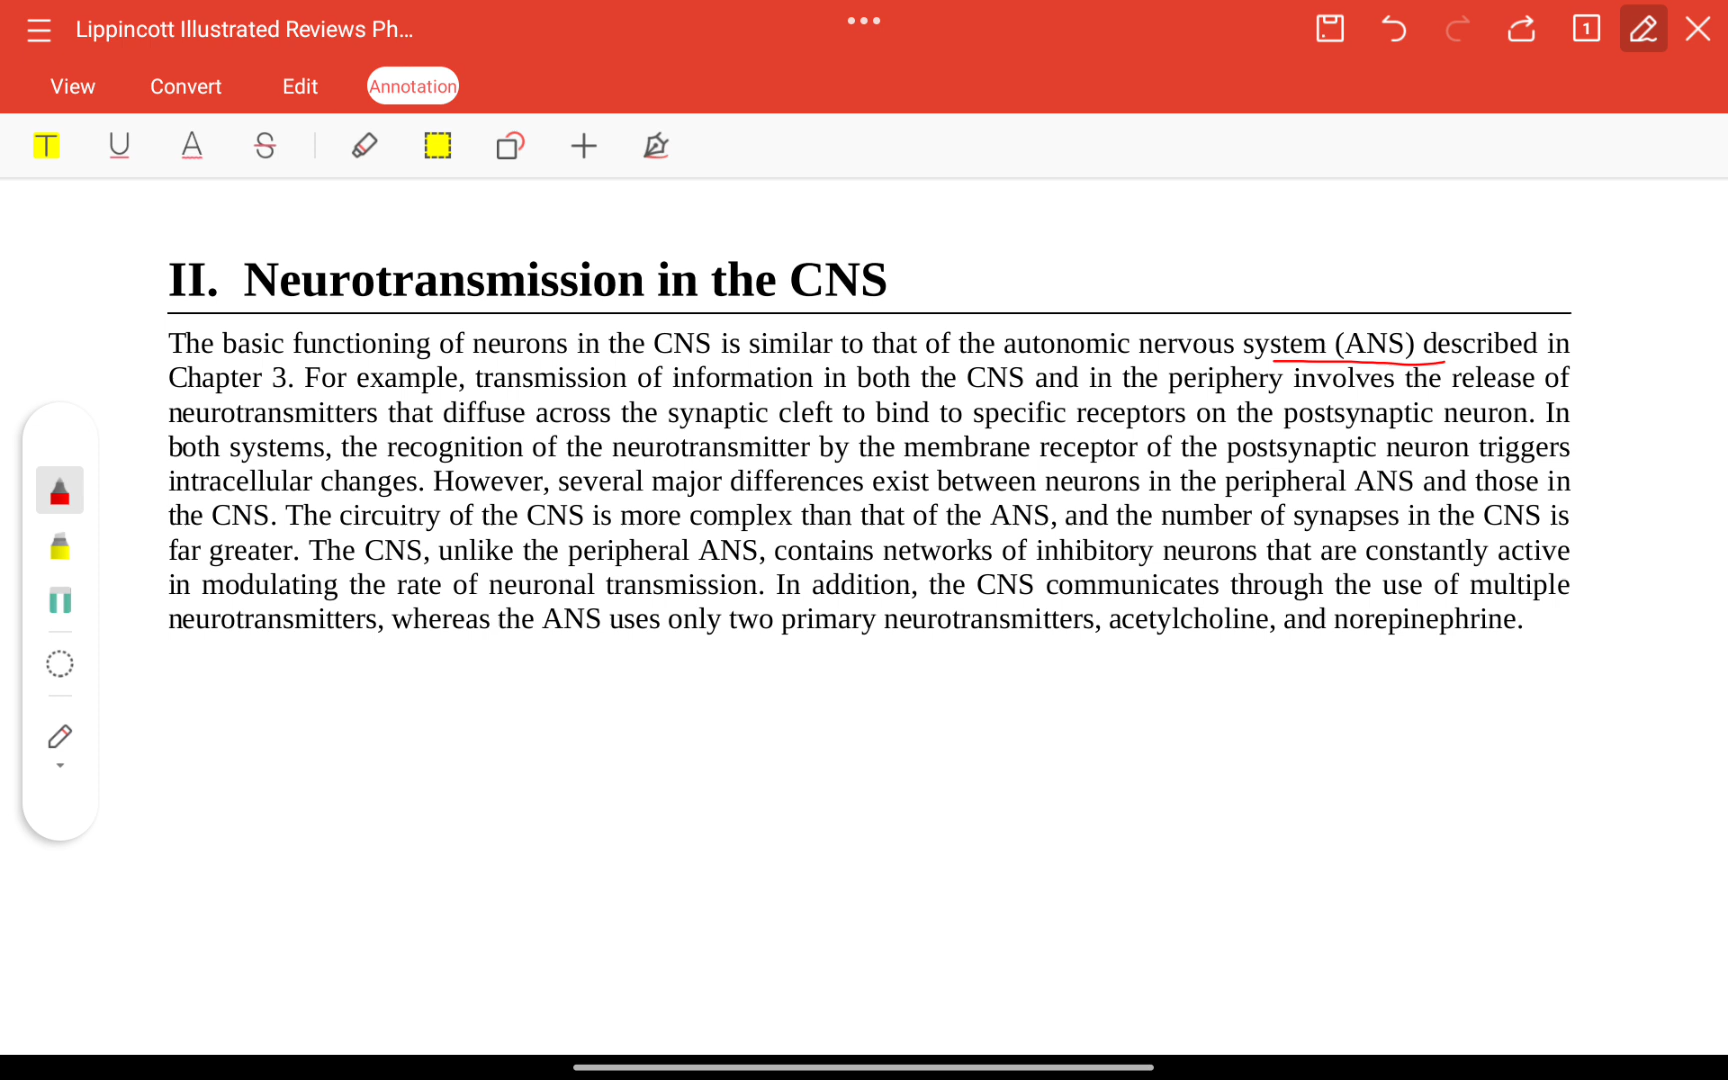 Lippincott Illustrated Reviews Ph...
1
View Convert Edit Annotation
T U A S
II. Neurotransmission in the CNS
The basic functioning of neurons in the CNS is similar to that of the autonomic nervous system (ANS) described in
Chapter 3. For example, transmission of information in both the CNS and in the periphery involves the release of
neurotransmitters that diffuse across the synaptic cleft to bind to specific receptors on the postsynaptic neuron. In
both systems, the recognition of the neurotransmitter by the membrane receptor of the postsynaptic neuron triggers
intracellular changes. However, several major differences exist between neurons in the peripheral ANS and those in
the CNS. The circuitry of the CNS is more complex than that of the ANS, and the number of synapses in the CNS is
far greater. The CNS, unlike the peripheral ANS, contains networks of inhibitory neurons that are constantly active
in modulating the rate of neuronal transmission. In addition, the CNS communicates through the use of multiple
neurotransmitters, whereas the ANS uses only two primary neurotransmitters, acetylcholine, and norepinephrine.